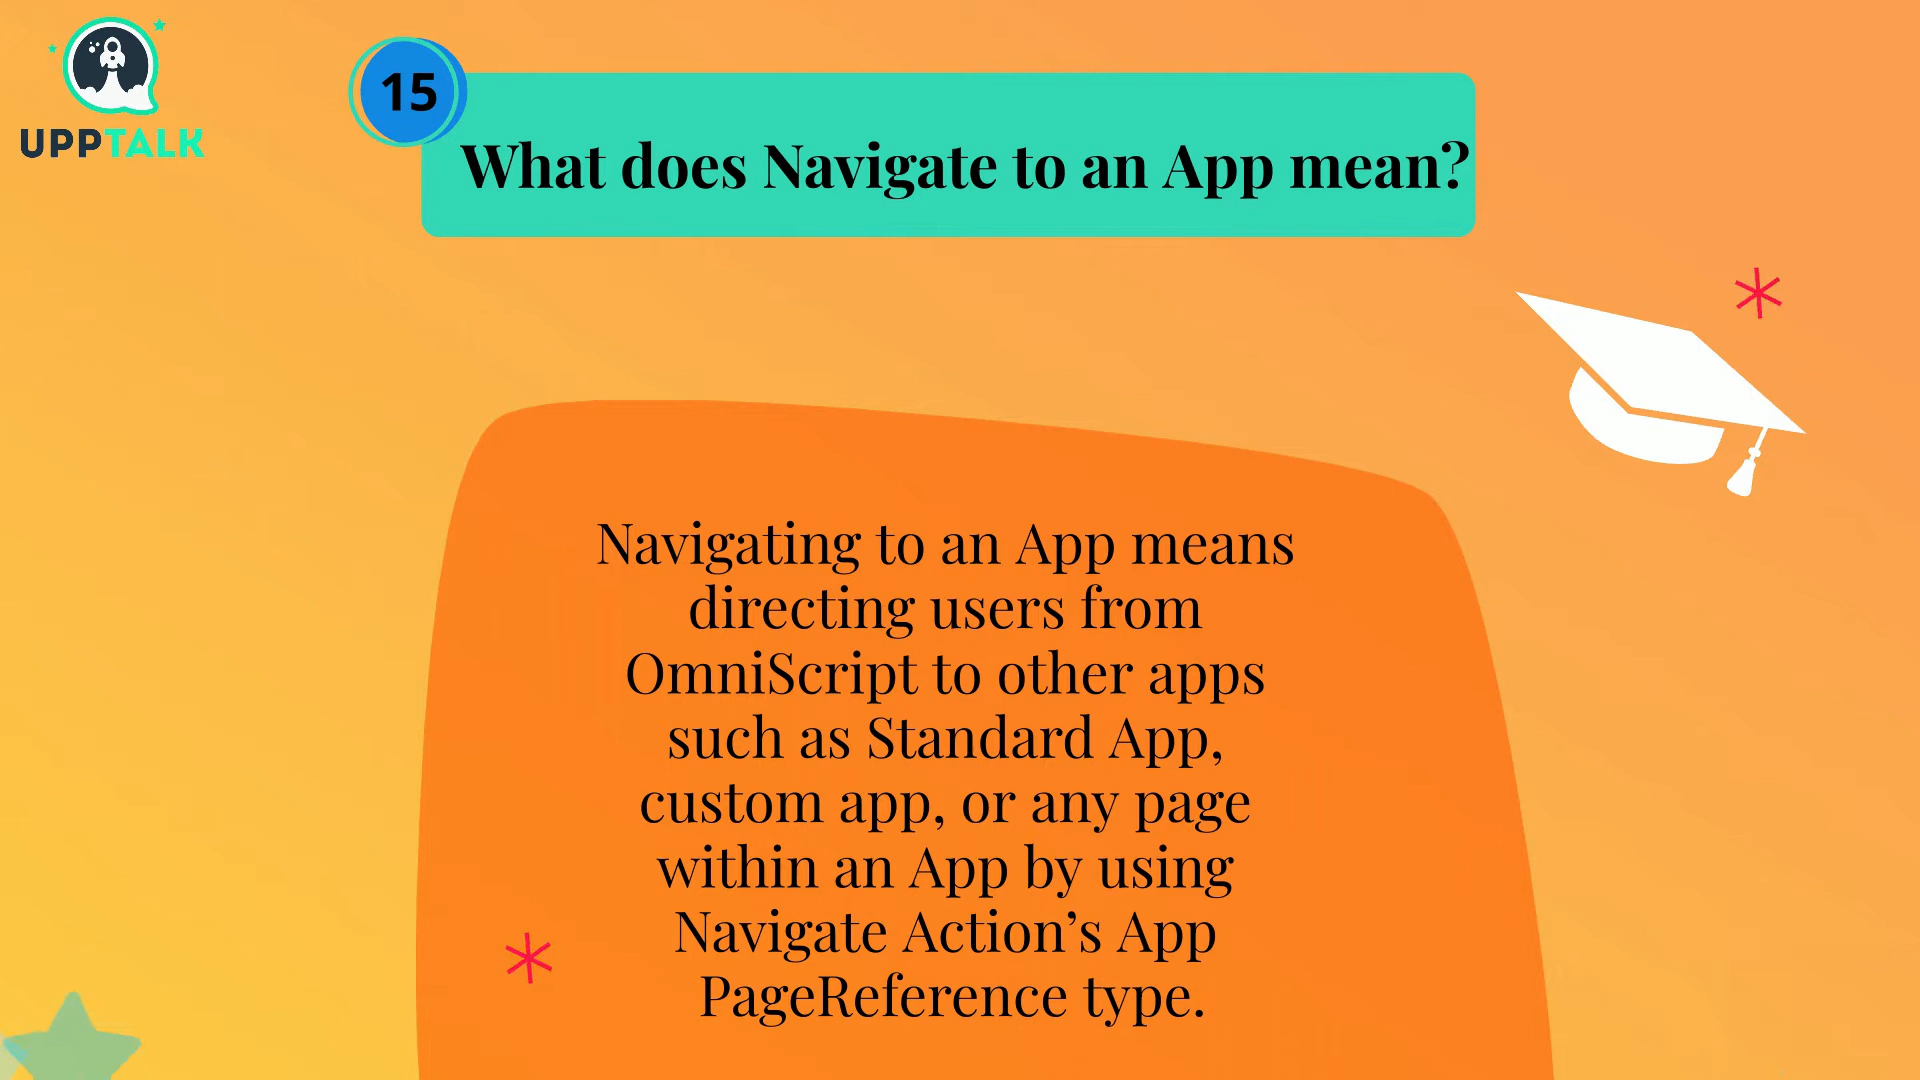 UPPTALK
15
What does Navigate to an App mean?
Navigating to an App means
directing users from
OmniScript to other apps
such as Standard App,
custom app, or any page
within an App by using
Navigate Action’s App
PageReference type.